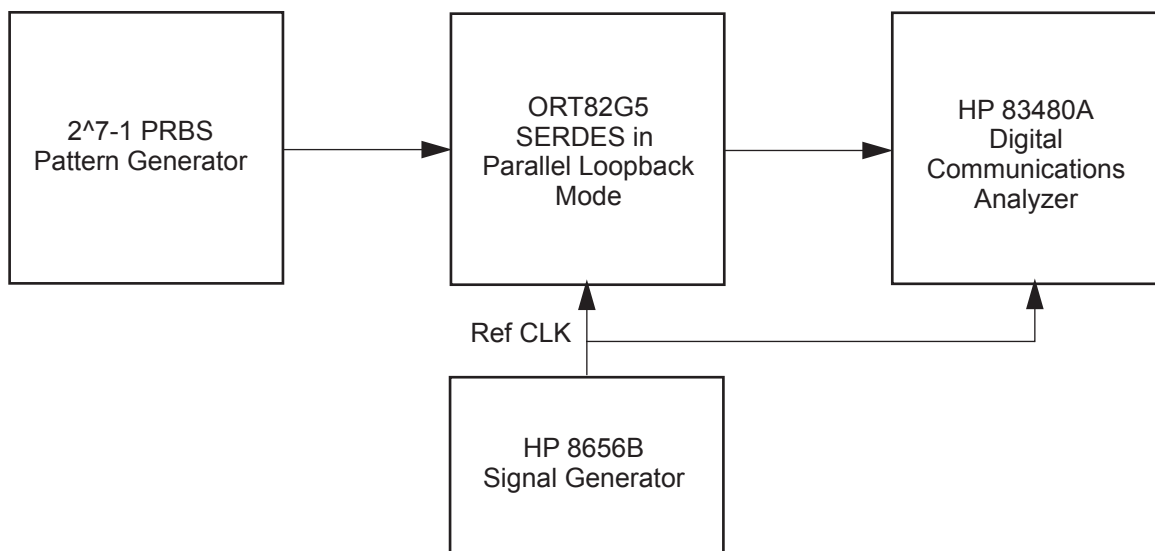 2^7-1 PRBS
Pattern Generator
ORT82G5
SERDES in
Parallel Loopback
Mode
HP 83480A
Digital
Communications
Analyzer
Ref CLK
HP 8656B
Signal Generator